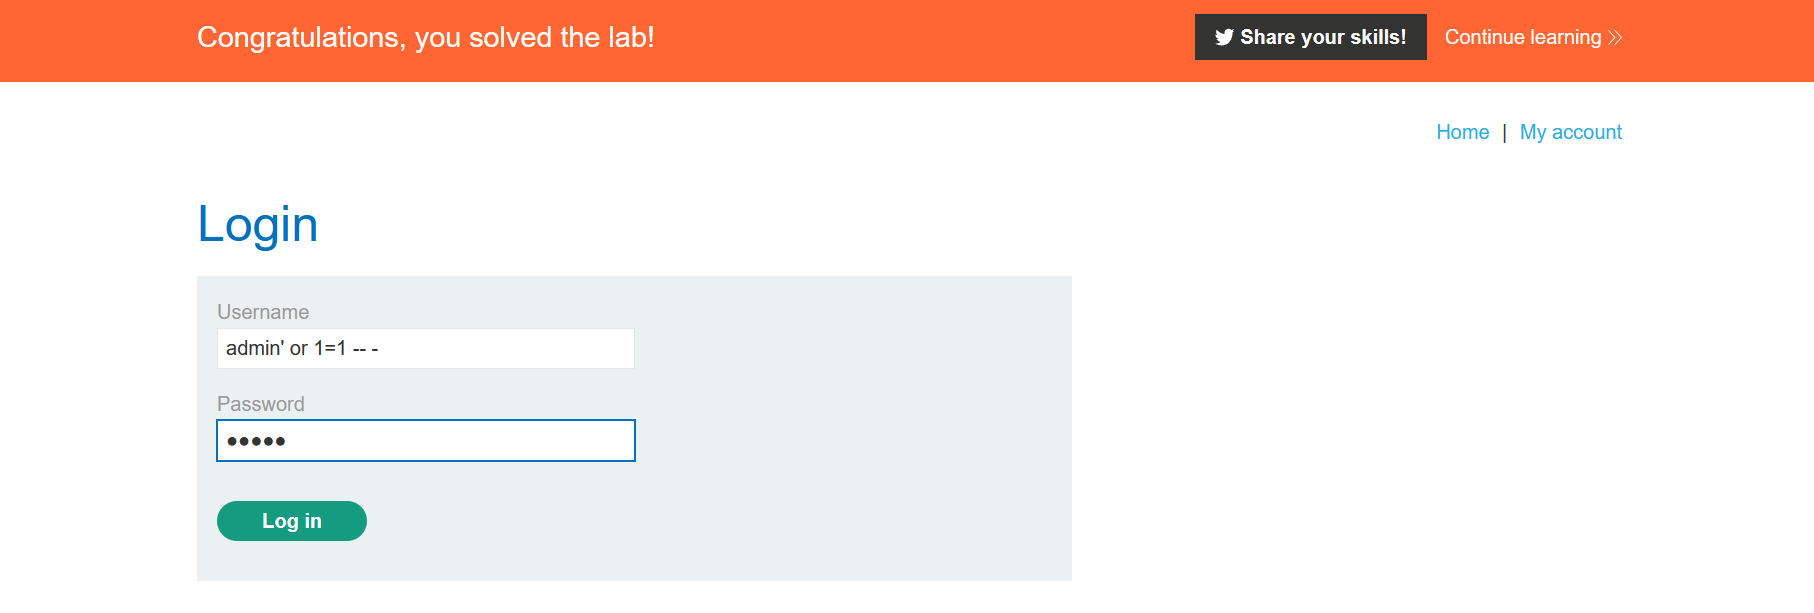 Congratulations, you solved the lab!
Share your skills!
Continue learning
Home | My account
Login
Username
admin' or 1=1 -- -
Password
●●●●●
Log in